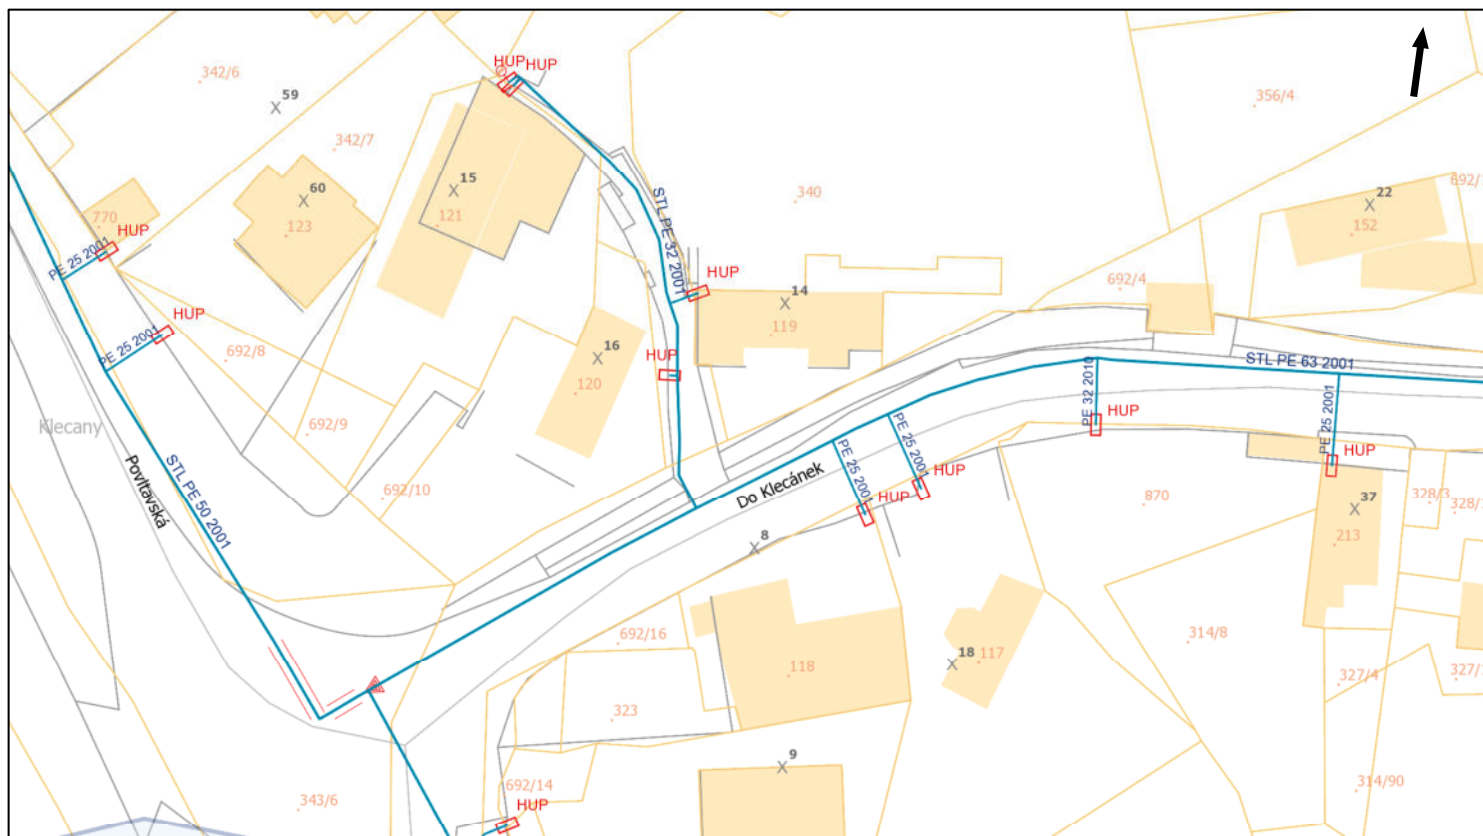 HUP
HUP
342/6
59
356/4
342/7
15
60
STL PE 32 2001
340
22
692/
770
123
121
152
HUP
PE 25 2001
HUP
692/4
14
119
HUP
PE 25 2001
692/8
16
HUP
120
STL PE 63 2001
PE 32 2010
HUP
PE 25 2001
Klecany
692/9
Povltavská
STL PE 50 2001
692/10
Do Klecánek
PE 25 2001
PE 25 2001
HUP
HUP
HUP
870
328/3
328/
37
213
8
692/16
118
18
117
314/8
327/4
327/
323
9
692/14
343/6
314/90